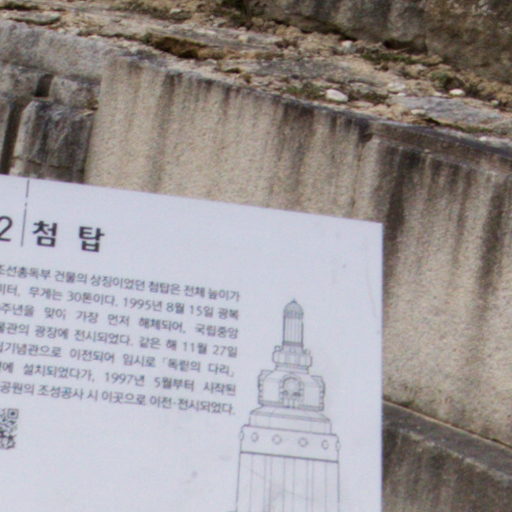 2 첨 탑
조선총독부 건물의 상징이었던 첨탑은 전체 높이가
미터, 무게는 30톤이다. 1995년 8월 15일 광복
주년을 맞이 가장 먼저 해체되어, 국립중앙
물관의 광장에 전시되었다. 같은 해 11월 27일
립기념관으로 이전되어 임시로 「독립의 다리」
에 설치되었다가, 1997년 5월부터 시작된
공원의 조성공사 시 이곳으로 이전·전시되었다.